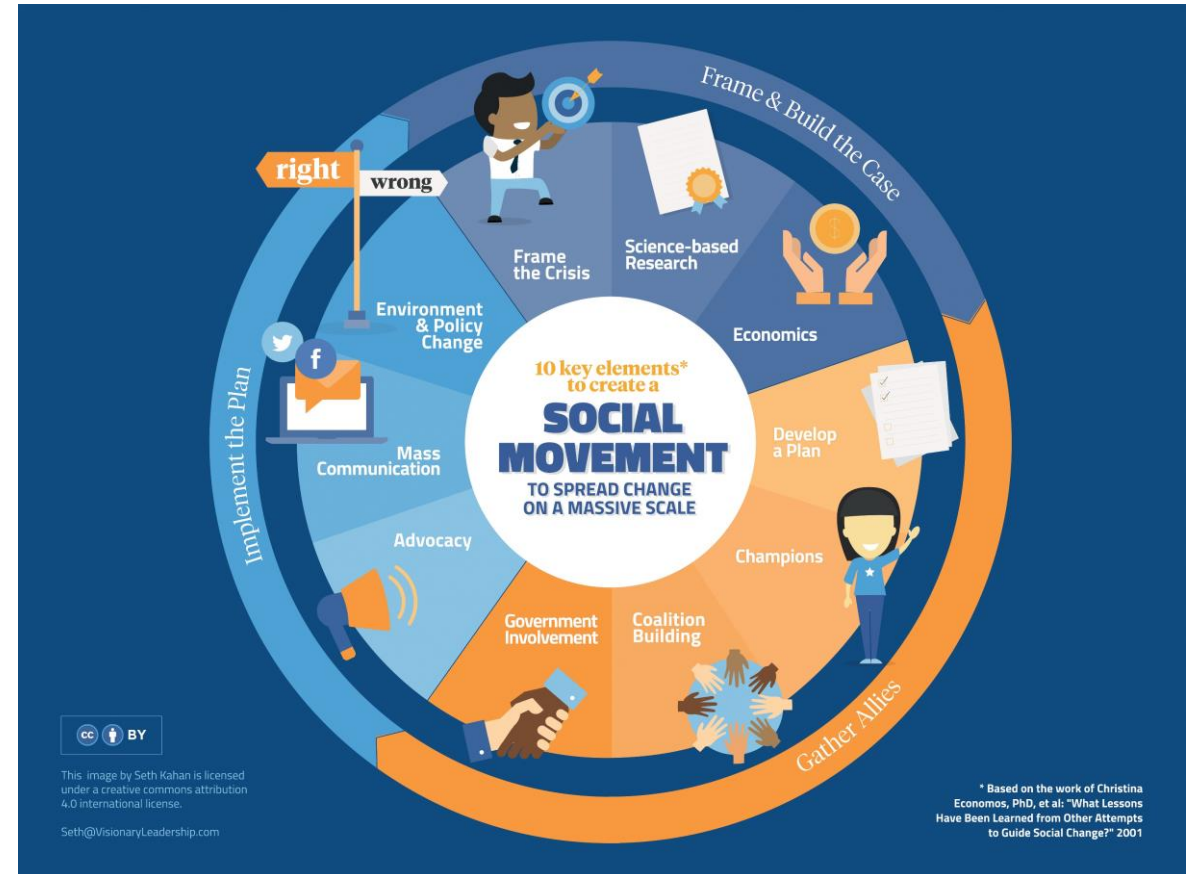 Frame & Build the Case
right
wrong
Frame
the Crisis
Science-based
Research
Economics
Environment
& Policy
Change
10 key elements*
to create a
SOCIAL
MOVEMENT
TO SPREAD CHANGE
ON A MASSIVE SCALE
Develop
a Plan
f
Mass
Communication
Implement the Plan
Advocacy
Champions
Government
Involvement
Coalition
Building
Gather Allies
$
cc BY
This image by Seth Kahan is licensed
under a creative commons attribution
4.0 international license.
Seth@VisionaryLeadership.com
* Based on the work of Christina
Economos, PhD, et al: "What Lessons
Have Been Learned from Other Attempts
to Guide Social Change?" 2001